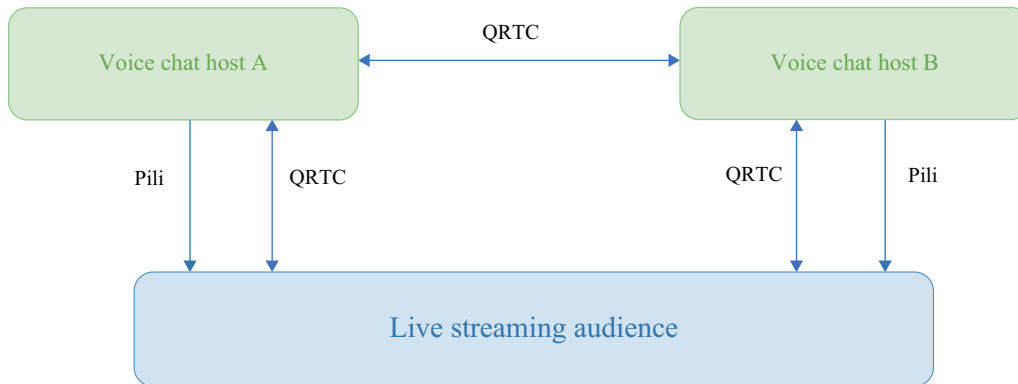 QRTC
Voice chat host A
Voice chat host B
Pili
QRTC
QRTC
Pili
Live streaming audience